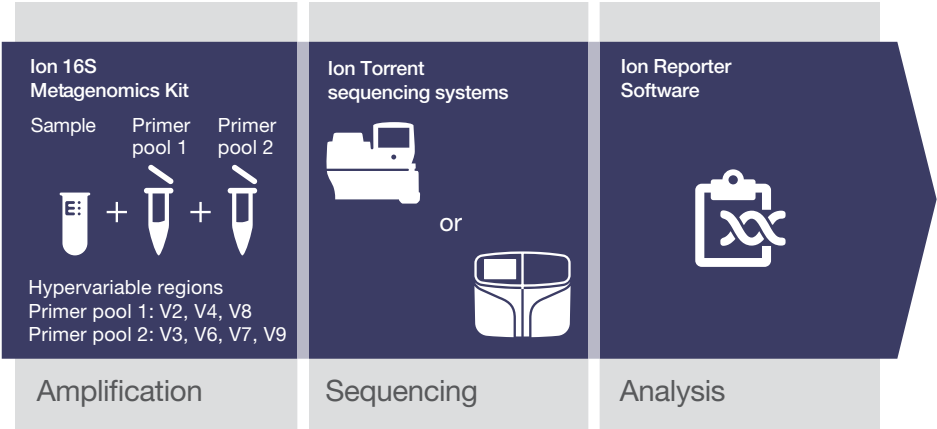 Ion 16S
Metagenomics Kit
Sample
Primer
pool 1
Primer
pool 2
+
+
Hypervariable regions
Primer pool 1: V2, V4, V8
Primer pool 2: V3, V6, V7, V9
Amplification
Ion Torrent
sequencing systems
or
Sequencing
Ion Reporter
Software
Analysis